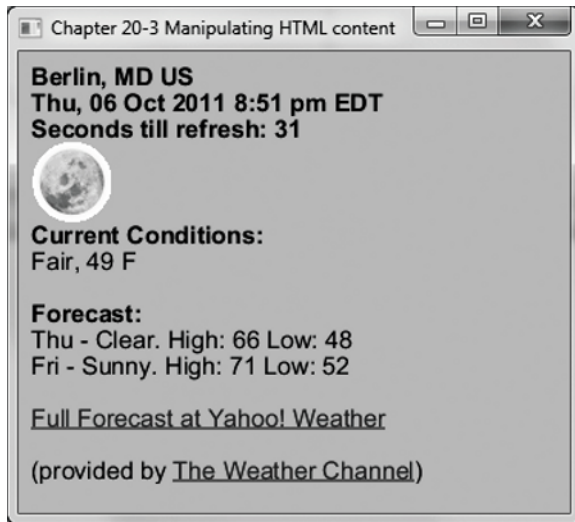 Chapter 20-3 Manipulating HTML content
Berlin, MD US
Thu, 06 Oct 2011 8:51 pm EDT
Seconds till refresh: 31
Current Conditions:
Fair, 49 F
Forecast:
Thu - Clear. High: 66 Low: 48
Fri - Sunny. High: 71 Low: 52
Full Forecast at Yahoo! Weather
(provided by The Weather Channel)